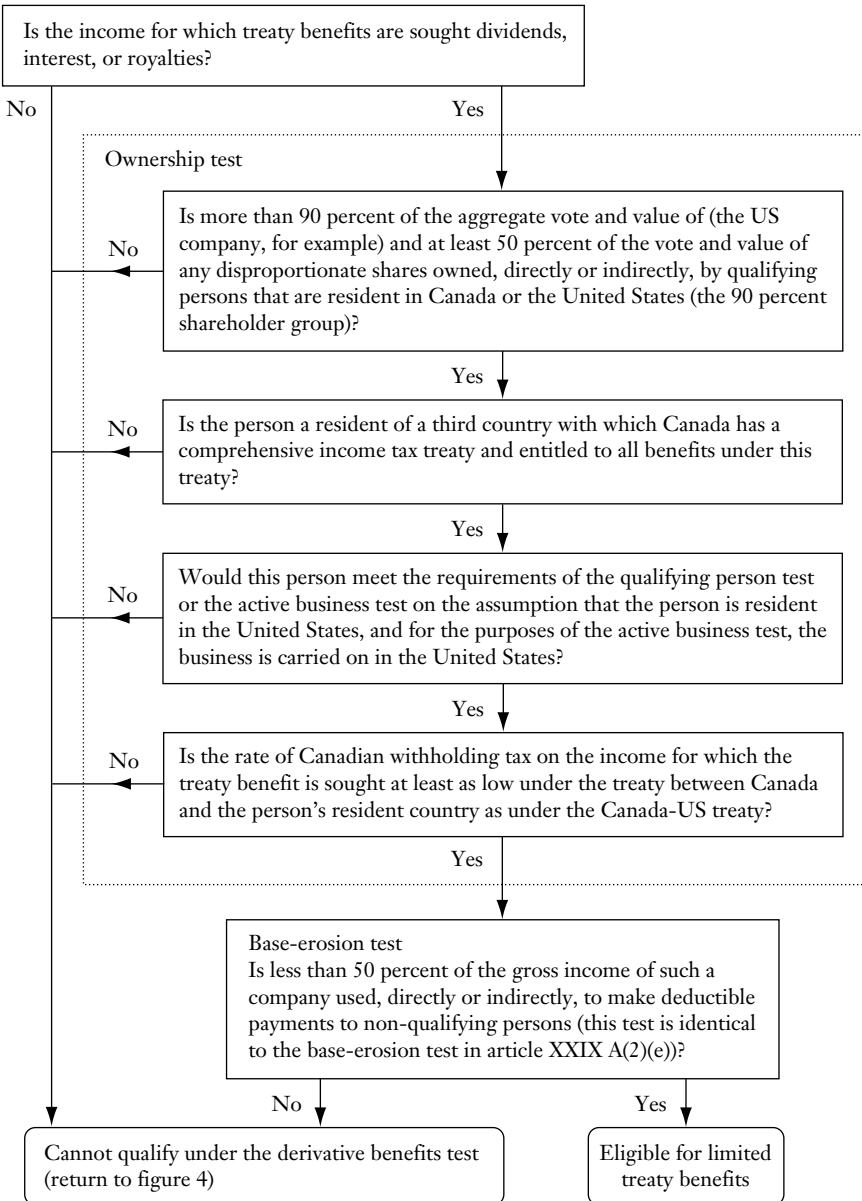 Is the income for which treaty benefits are sought dividends,
interest, or royalties?
No
Yes
Ownership test
Is more than 90 percent of the aggregate vote and value of (the US
company, for example) and at least 50 percent of the vote and value of
any disproportionate shares owned, directly or indirectly, by qualifying
persons that are resident in Canada or the United States (the 90 percent
shareholder group)?
No
Yes
Is the person a resident of a third country with which Canada has a
comprehensive income tax treaty and entitled to all benefits under this
treaty?
No
Yes
Would this person meet the requirements of the qualifying person test
or the active business test on the assumption that the person is resident
in the United States, and for the purposes of the active business test, the
business is carried on in the United States?
No
Yes
Is the rate of Canadian withholding tax on the income for which the
treaty benefit is sought at least as low under the treaty between Canada
and the person's resident country as under the Canada-US treaty?
No
Yes
Base-erosion test
Is less than 50 percent of the gross income of such a
company used, directly or indirectly, to make deductible
payments to non-qualifying persons (this test is identical
to the base-erosion test in article XXIX A(2)(e))?
No
Yes
Cannot qualify under the derivative benefits test
(return to figure 4)
Eligible for limited
treaty benefits